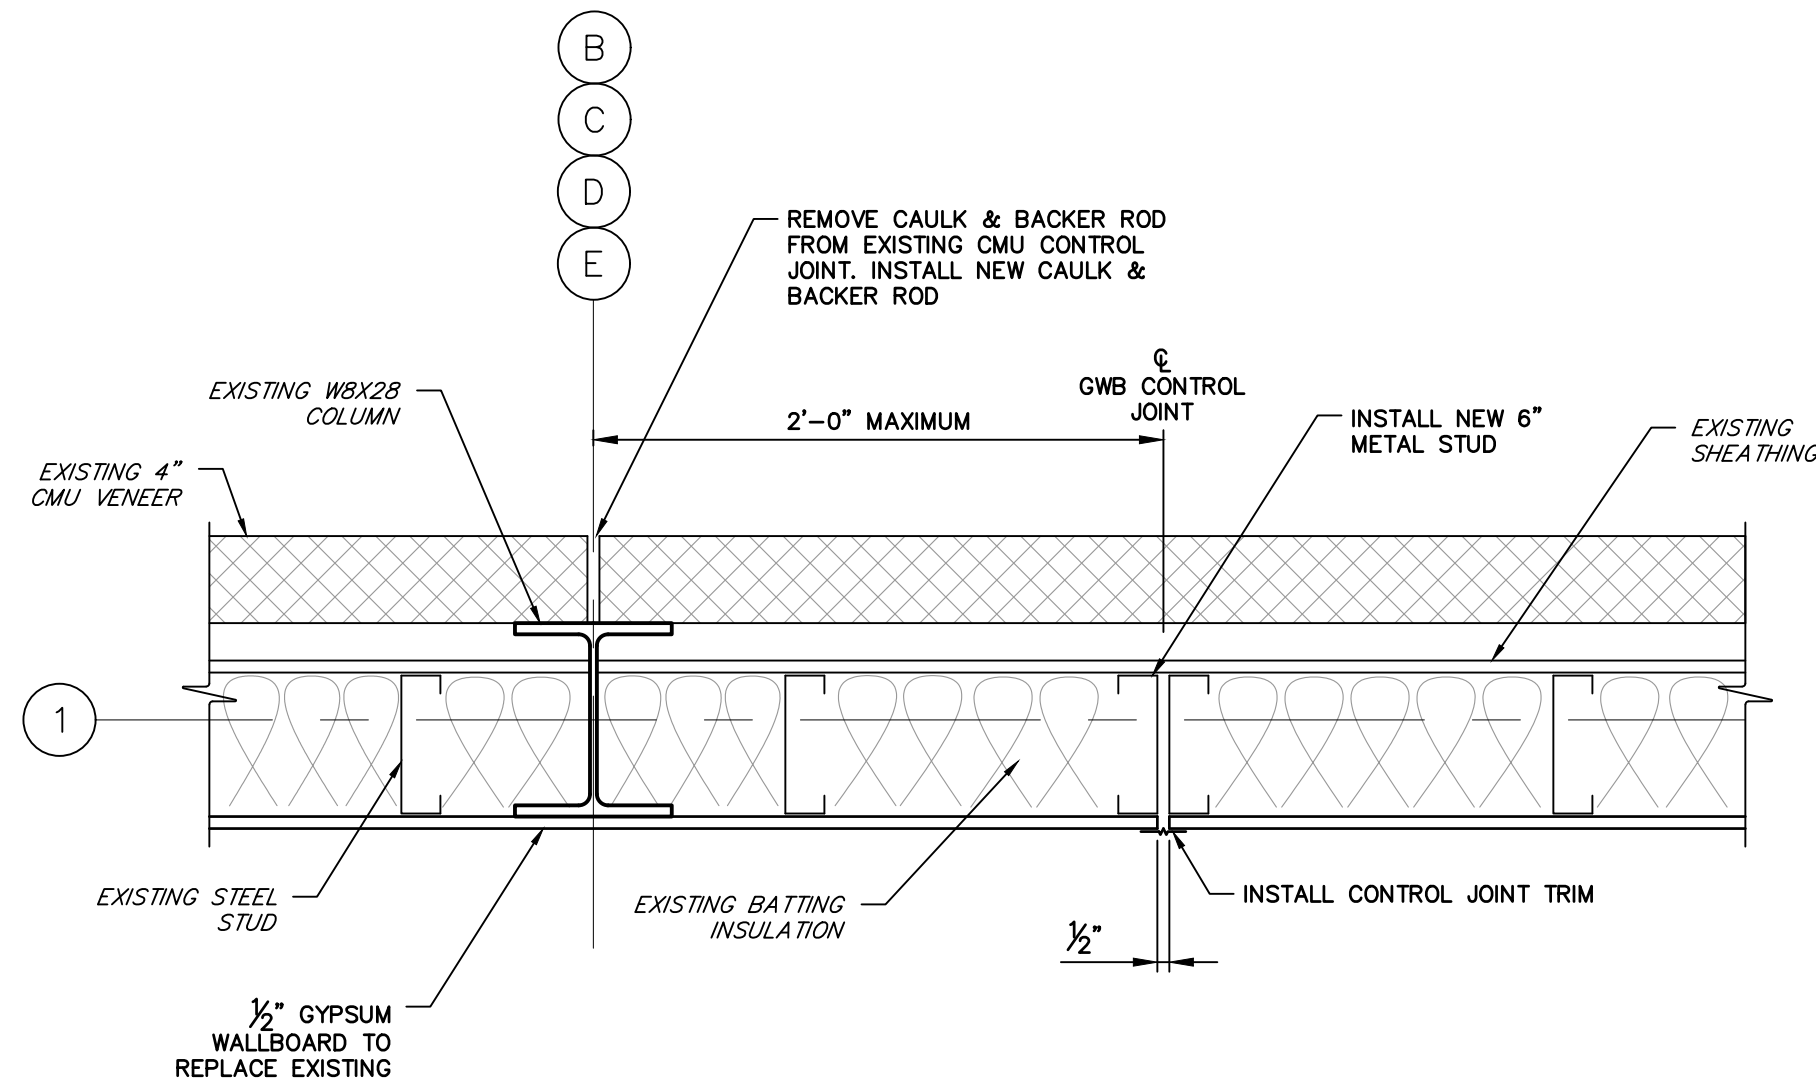 B
C
D
E
REMOVE CAULK & BACKER ROD
FROM EXISTING CMU CONTROL
JOINT. INSTALL NEW CAULK &
BACKER ROD
EXISTING W8X28
COLUMN
℄
GWB CONTROL
JOINT
2'-0" MAXIMUM
INSTALL NEW 6"
METAL STUD
EXISTING
SHEATHING
EXISTING 4"
CMU VENEER
1
EXISTING STEEL
STUD
EXISTING BATTING
INSULATION
INSTALL CONTROL JOINT TRIM
½"
½" GYPSUM
WALLBOARD TO
REPLACE EXISTING